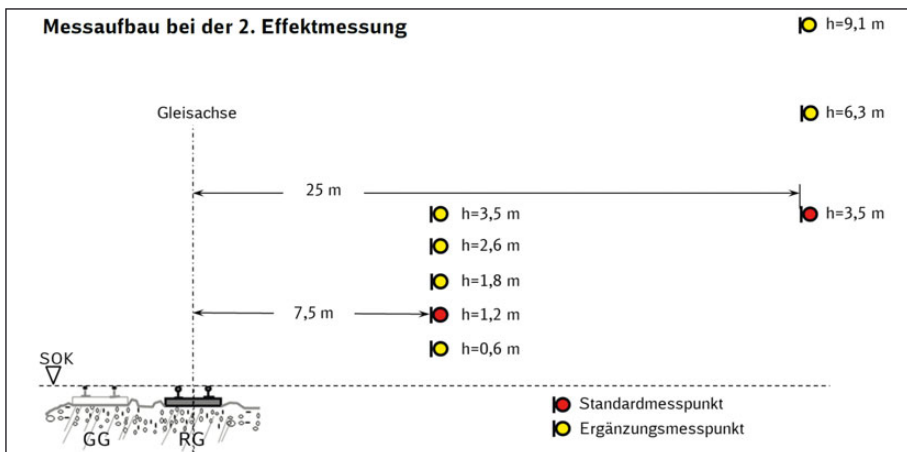 Messaufbau bei der 2. Effektmessung
h=9,1 m
Gleisachse
h=6,3 m
25 m
h=3,5 m
h=3,5 m
h=2,6 m
h=1,8 m
7,5 m
h=1,2 m
h=0,6 m
SOK
GG
RG
Standardmesspunkt
Ergänzungsmesspunkt